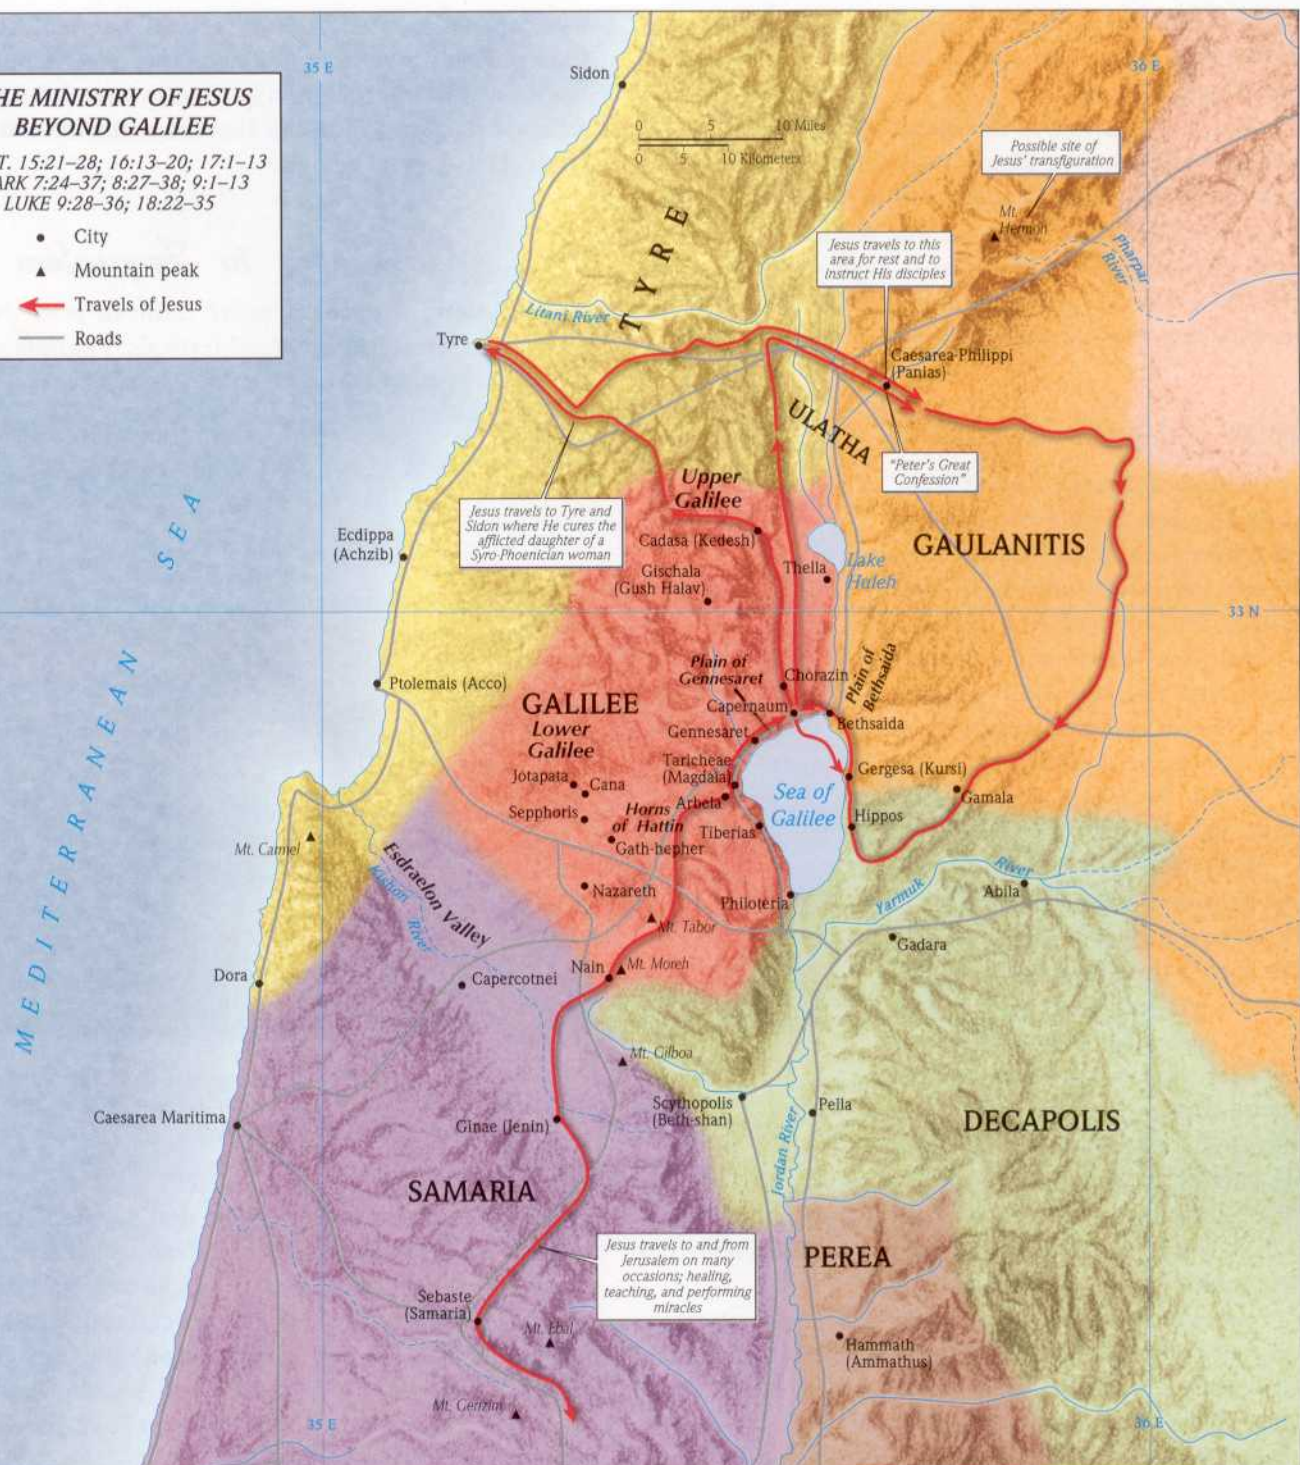 HE MINISTRY OF JESUS
BEYOND GALILEE
T. 15:21–28; 16:13–20; 17:1–13
ARK 7:24–37; 8:27–38; 9:1–13
LUKE 9:28–36; 18:22–35
City
Mountain peak
Travels of Jesus
Roads
35 E
36 E
Sidon
0 5 10 Miles
0 5 10 Kilometers
Possible site of
Jesus' transfiguration
Mt.
Hermon
Pharpar
River
Jesus travels to this
area for rest and to
instruct His disciples
TYRE
Litani River
Tyre
Caesarea-Philippi
(Panias)
ULATHA
"Peter's Great
Confession"
Upper
Galilee
Jesus travels to Tyre and
Sidon where He cures the
afflicted daughter of a
Syro-Phoenician woman
Ecdippa
(Achzib)
Cadasa (Kedesh)
GAULANITIS
Gischala
(Gush Halav)
Thella
Lake
Huleh
33 N
MEDITERRANEAN SEA
Plain of
Gennesaret
Chorazin
Plain of
Bethsaida
Ptolemais (Acco)
GALILEE
Lower
Galilee
Capernaum
Bethsaida
Gennesaret
Taricheae
(Magdala)
Gergesa (Kursi)
Jotapata
Cana
Arbela
Sea of
Galilee
Gamala
Sepphoris
Horns
of Hattin
Tiberias
Hippos
Gath-hepher
Mt. Carmel
Esdraelon Valley
Kishon River
Nazareth
Philoteria
Yarmuk River
Abila
Mt. Tabor
Gadara
Dora
Capercotnei
Nain
Mt. Moreh
Mt. Gilboa
Caesarea Maritima
Ginae (Jenin)
Scythopolis
(Beth-shan)
Pella
DECAPOLIS
Jordan River
SAMARIA
Jesus travels to and from
Jerusalem on many
occasions; healing,
teaching, and performing
miracles
PEREA
Sebaste
(Samaria)
Mt. Ebal
Hammath
(Ammathus)
Mt. Gerizim
35 E
36 E